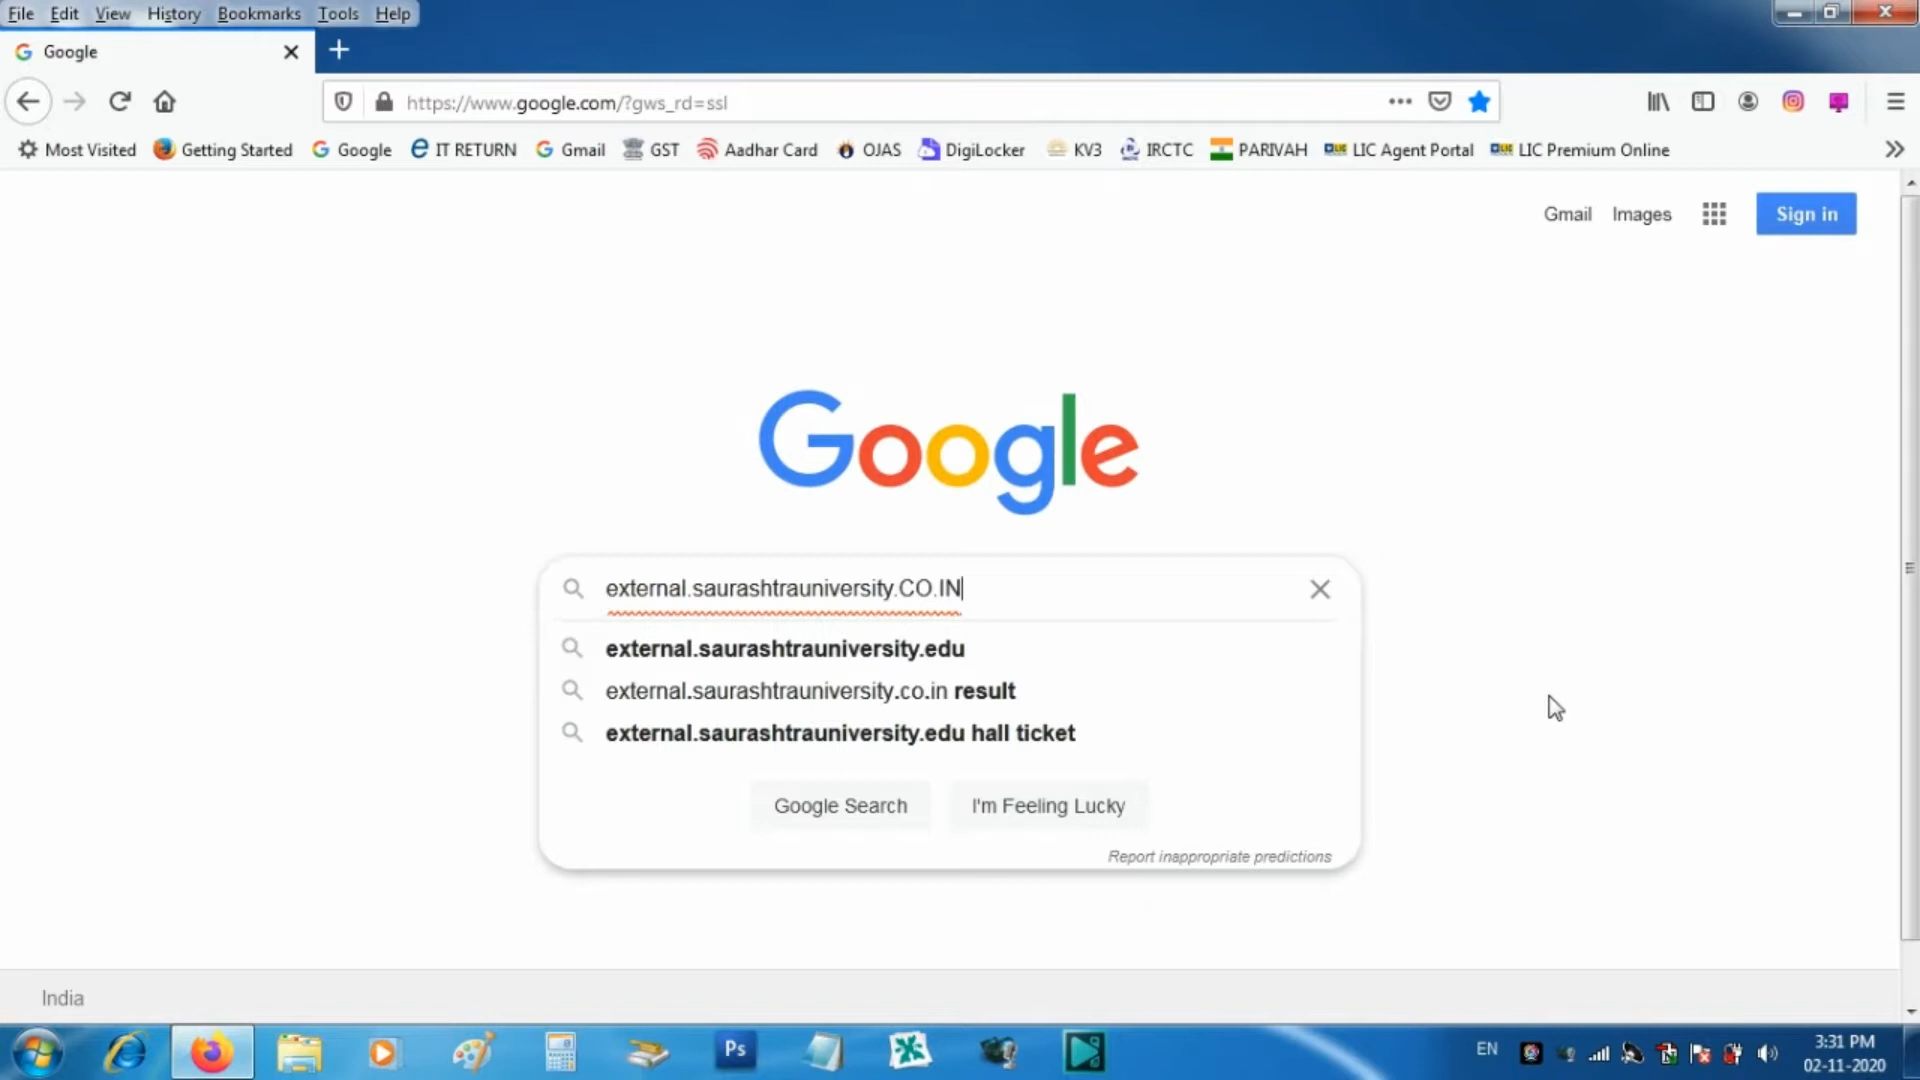 File Edit View History Bookmarks Tools Help
Google
https://www.google.com/?gws_rd=ssl
Most Visited Getting Started Google IT RETURN Gmail GST Aadhar Card OJAS DigiLocker KV3 IRCTC PARIVAH LIC Agent Portal LIC Premium Online
Gmail Images Sign in
Google
external.saurashtrauniversity.CO.IN
external.saurashtrauniversity.edu
external.saurashtrauniversity.co.in result
external.saurashtrauniversity.edu hall ticket
Google Search I'm Feeling Lucky
Report inappropriate predictions
India
Ps
EN
3:31 PM
02-11-2020